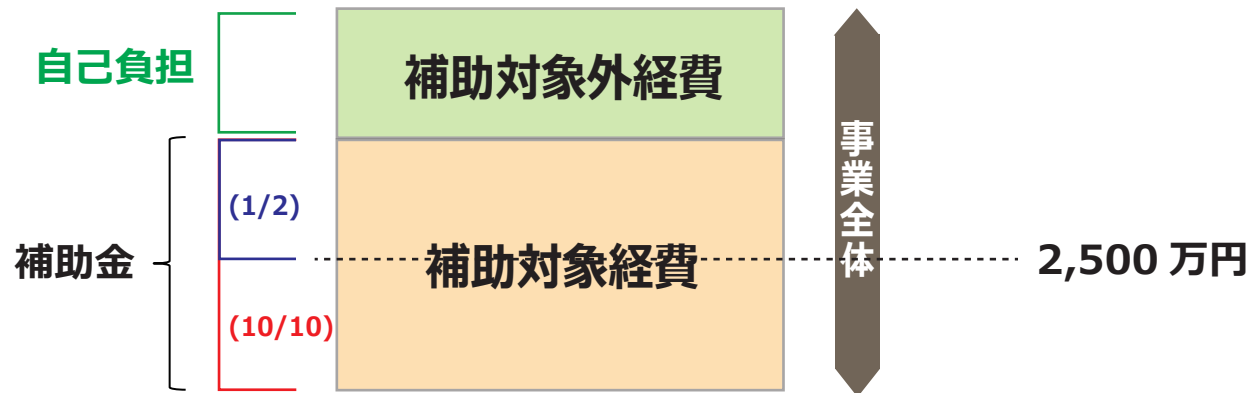 自己負担
補助対象外経費
事業全体
(1/2)
補助金
補助対象経費
2,500 万円
(10/10)